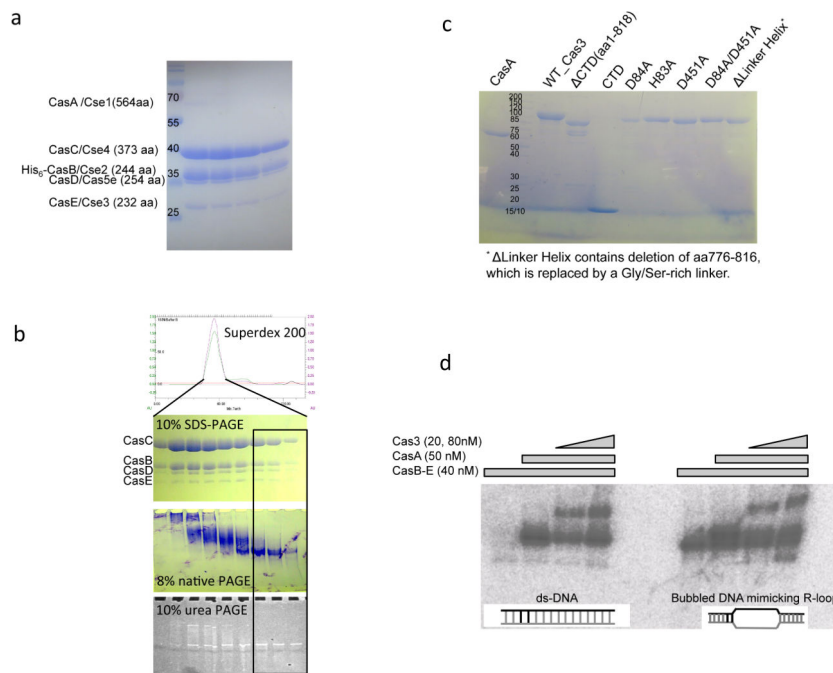 a
70
CasA /Cse1(564aa)
55
40
CasC/Cse4 (373 aa)
His6-CasB/Cse2 (244 aa)
35
CasD/Cas5e (254 aa)
CasE/Cse3 (232 aa)
25
b
Superdex 200
10% SDS-PAGE
CasC
CasB
CasD
CasE
8% native PAGE
10% urea PAGE
c
CasA
WT_Cas3
ΔCTD(aa1-818)
CTD
D84A
H83A
D451A
D84A/D451A
ΔLinker Helix*
200
150
100
85
60
50
40
30
25
20
15/10
* ΔLinker Helix contains deletion of aa776-816,
which is replaced by a Gly/Ser-rich linker.
d
Cas3 (20, 80nM)
CasA (50 nM)
CasB-E (40 nM)
ds-DNA
Bubbled DNA mimicking R-loop